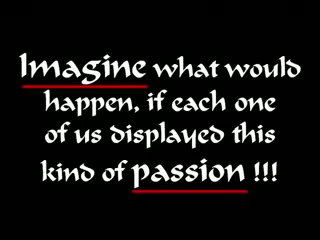 Imagine what would
happen, if each one
of us displayed this
kind of passion !!!